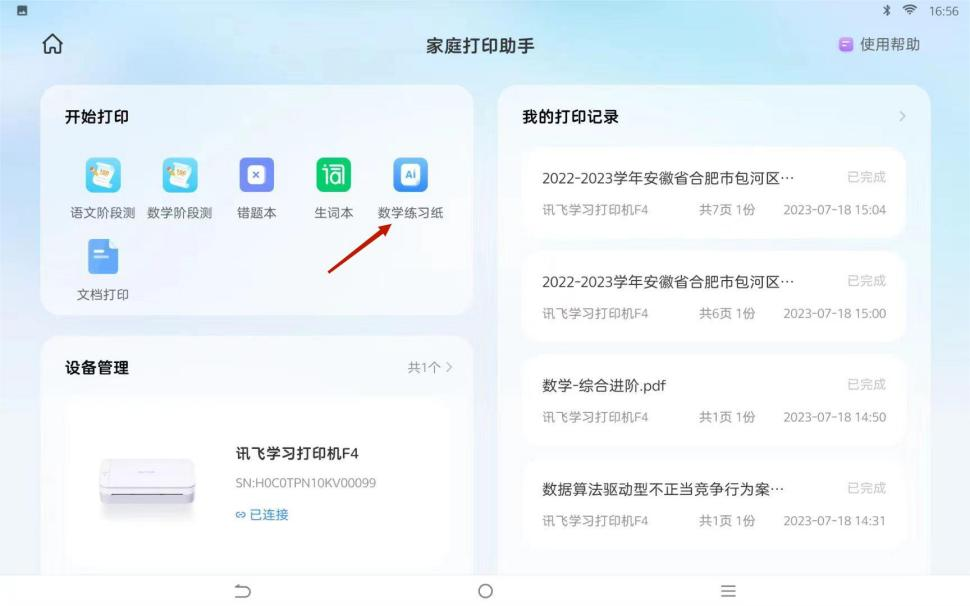 16:56
家庭打印助手
使用帮助
开始打印
语文阶段测 数学阶段测 错题本 生词本 数学练习纸
词
AI
文档打印
设备管理
共1个
讯飞学习打印机F4
SN:H0C0TPN10KV00099
已连接
我的打印记录
2022-2023学年安徽省合肥市包河区… 已完成
讯飞学习打印机F4 共7页 1份 2023-07-18 15:04
2022-2023学年安徽省合肥市包河区… 已完成
讯飞学习打印机F4 共6页 1份 2023-07-18 15:00
数学-综合进阶.pdf 已完成
讯飞学习打印机F4 共1页 1份 2023-07-18 14:50
数据算法驱动型不正当竞争行为案… 已完成
讯飞学习打印机F4 共1页 1份 2023-07-18 14:31